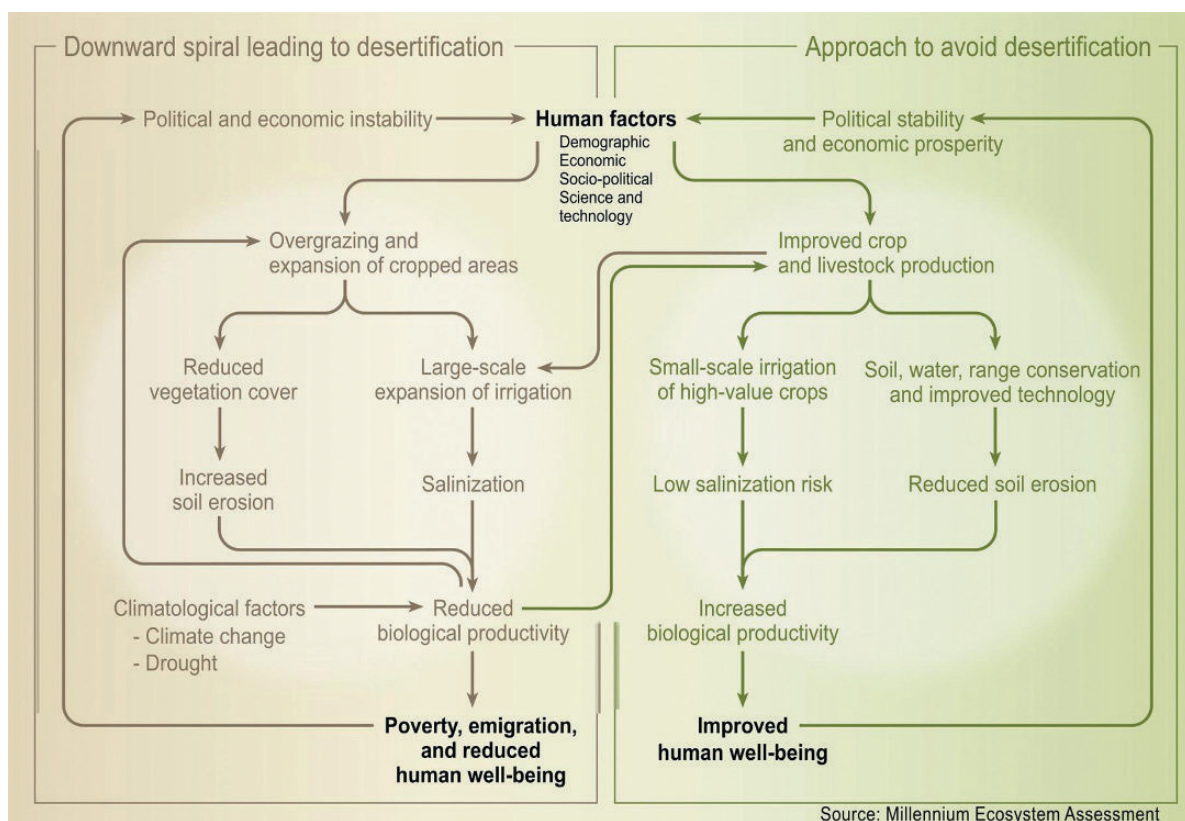 Downward spiral leading to desertification
Approach to avoid desertification
Political and economic instability
Human factors
Demographic
Economic
Socio-political
Science and
technology
Political stability
and economic prosperity
Overgrazing and
expansion of cropped areas
Improved crop
and livestock production
Reduced
vegetation cover
Large-scale
expansion of irrigation
Small-scale irrigation
of high-value crops
Soil, water, range conservation
and improved technology
Increased
soil erosion
Salinization
Low salinization risk
Reduced soil erosion
Climatological factors
- Climate change
- Drought
Reduced
biological productivity
Increased
biological productivity
Poverty, emigration,
and reduced
human well-being
Improved
human well-being
Source: Millennium Ecosystem Assessment